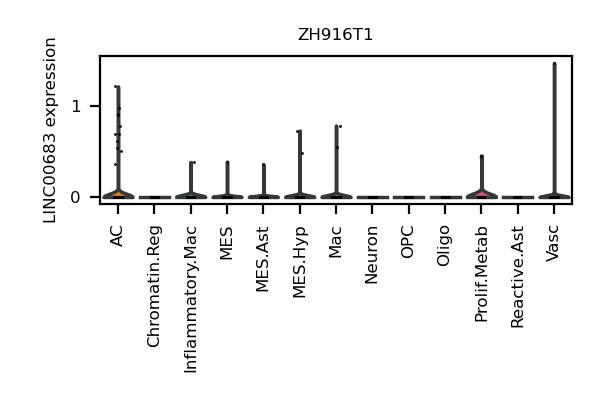 ZH916T1
LINC00683 expression
1
0
AC
Chromatin.Reg
Inflammatory.Mac
MES
MES.Ast
MES.Hyp
Mac
Neuron
OPC
Oligo
Prolif.Metab
Reactive.Ast
Vasc